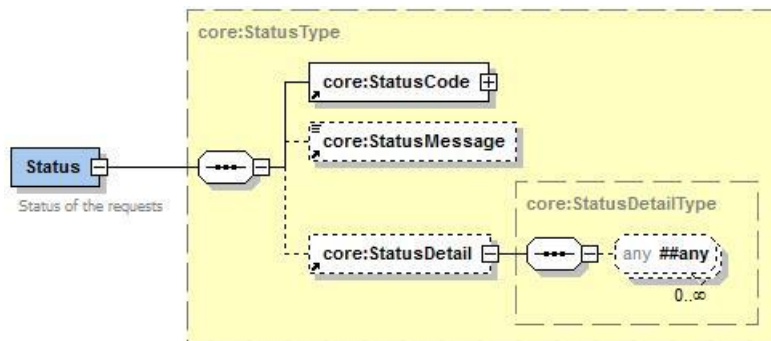 core:StatusType
core:StatusCode
core:StatusMessage
Status
Status of the requests
core:StatusDetailType
core:StatusDetail
any ##any
0..∞